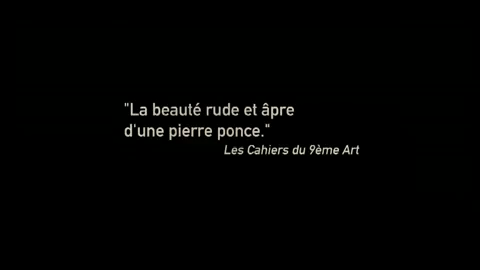 "La beauté rude et âpre
d'une pierre ponce."
Les Cahiers du 9ème Art